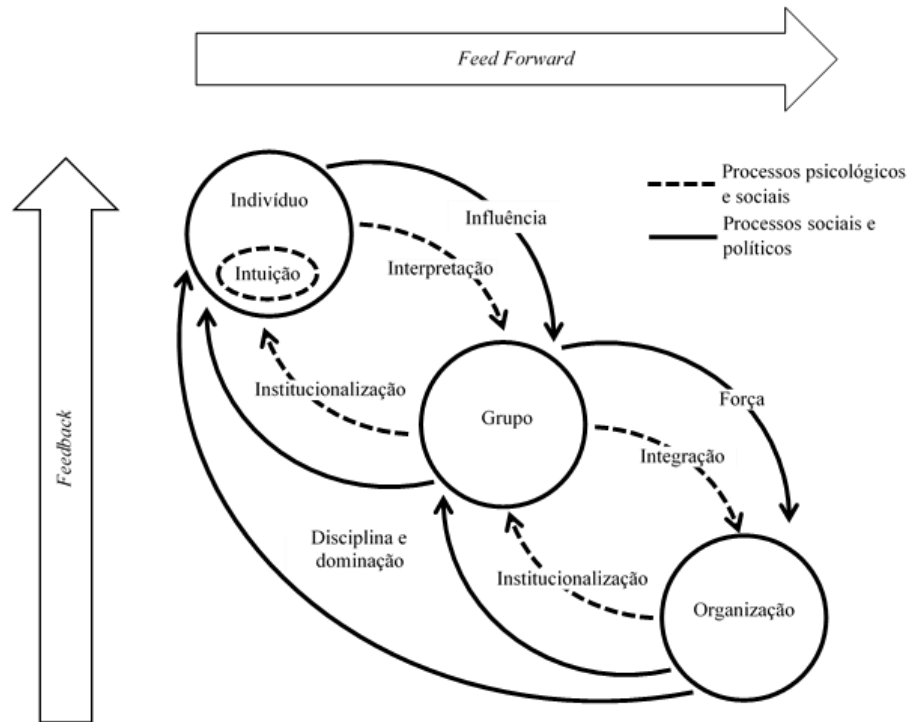 Feed Forward
Feedback
Indivíduo
Intuição
Influência
Interpretação
Processos psicológicos
e sociais
Processos sociais e
políticos
Institucionalização
Grupo
Força
Integração
Disciplina e
dominação
Institucionalização
Organização